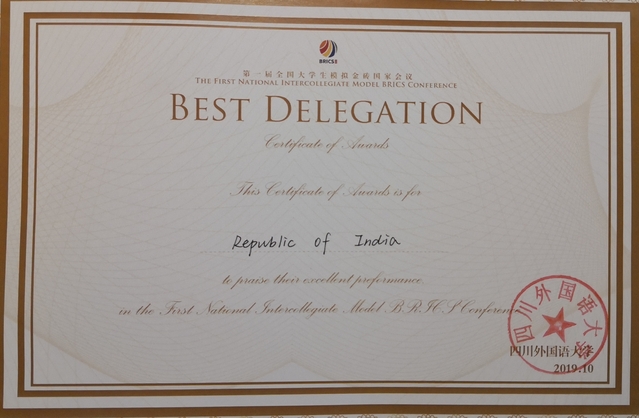 BRICS
第一届全国大学生模拟金砖国家会议
THE FIRST NATIONAL INTERCOLLEGIATE MODEL BRICS CONFERENCE
BEST DELEGATION
Certificate of Awards
This Certificate of Awards is for
Republic of India
to praise their excellent preformance
in the First National Intercollegiate Model BRICS Conference
四川外国语大学
四川外国语大学
2019.10